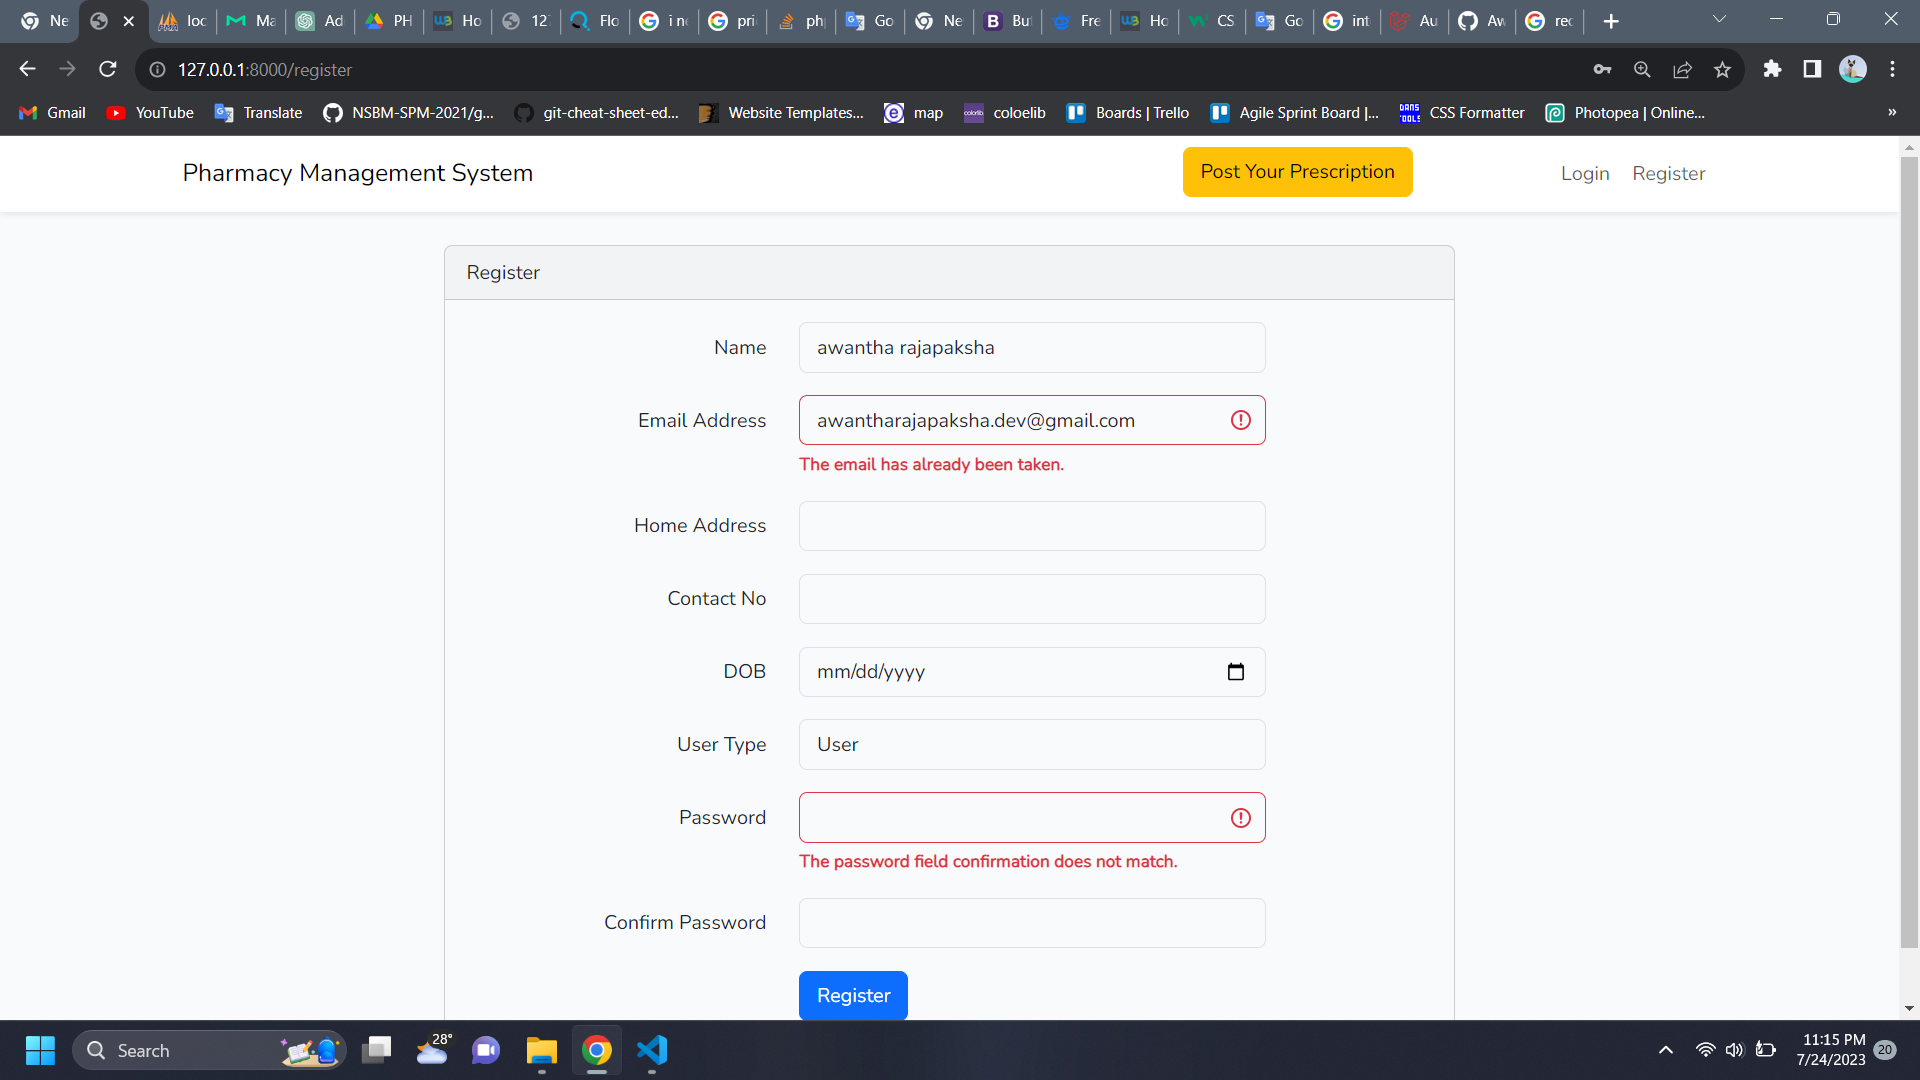 Ne
loc
Ma
Ad
PH
Ho
127
Flo
i ne
pri
php
Go
Ne
But
Fre
Ho
CS
Go
int
Au
Aw
rec
127.0.0.1:8000/register
Gmail
YouTube
Translate
NSBM-SPM-2021/g...
git-cheat-sheet-ed...
Website Templates...
map
coloelib
Boards | Trello
Agile Sprint Board |...
CSS Formatter
Photopea | Online...
»
Pharmacy Management System
Post Your Prescription
Login
Register
Register
Name
awantha rajapaksha
Email Address
awantharajapaksha.dev@gmail.com
The email has already been taken.
Home Address
Contact No
DOB
mm/dd/yyyy
User Type
User
Password
The password field confirmation does not match.
Confirm Password
Register
Search
28°
11:15 PM
7/24/2023
20